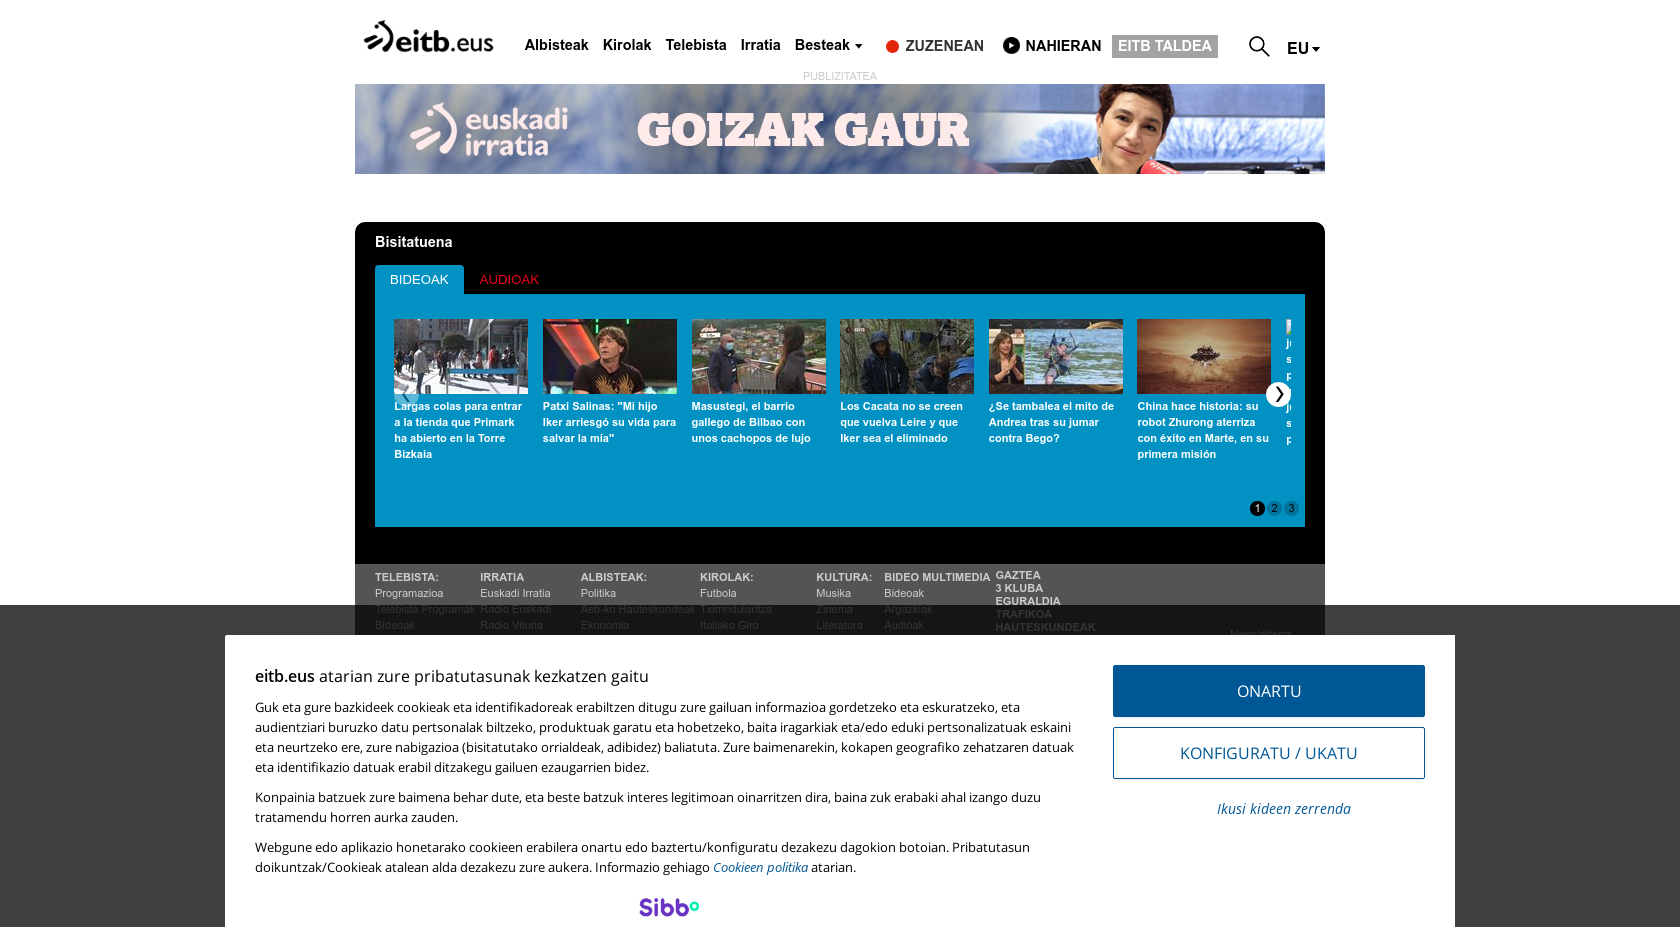 eitb.eus
Albisteak Kirolak Telebista Irratia Besteak ZUZENEAN NAHIERAN EITB TALDEA EU
PUBLIZITATEA
euskadi irratia
GOIZAK GAUR
Bisitatuena
BIDEOAK AUDIOAK
Largas colas para entrar
a la tienda que Primark
ha abierto en la Torre
Bizkaia
Patxi Salinas: "Mi hijo
Iker arriesgó su vida para
salvar la mía"
Masustegi, el barrio
gallego de Bilbao con
unos cachopos de lujo
Los Cacata no se creen
que vuelva Leire y que
Iker sea el eliminado
¿Se tambalea el mito de
Andrea tras su jumar
contra Bego?
China hace historia: su
robot Zhurong aterriza
con éxito en Marte, en su
primera misión
1 2 3
TELEBISTA:
Programazioa
Telebista Programak
Bideoak
IRRATIA
Euskadi Irratia
Radio Euskadi
Radio Vitoria
ALBISTEAK:
Politika
Aeb-ko Hauteskundeak
Ekonomia
KIROLAK:
Futbola
Txirrindularitza
Italiako Giro
KULTURA:
Musika
Zinema
Literatura
BIDEO MULTIMEDIA
Bideoak
Argazkiak
Audioak
GAZTEA
3 KLUBA
EGURALDIA
TRAFIKOA
HAUTESKUNDEAK
eitb.eus atarian zure pribatutasunak kezkatzen gaitu
Guk eta gure bazkideek cookieak eta identifikadoreak erabiltzen ditugu zure gailuan informazioa gordetzeko eta eskuratzeko, eta
audientziari buruzko datu pertsonalak biltzeko, produktuak garatu eta hobetzeko, baita iragarkiak eta/edo eduki pertsonalizatuak eskaini
eta neurtzeko ere, zure nabigazioa (bisitatutako orrialdeak, adibidez) baliatuta. Zure baimenarekin, kokapen geografiko zehatzaren datuak
eta identifikazio datuak erabil ditzakegu gailuen ezaugarrien bidez.
Konpainia batzuek zure baimena behar dute, eta beste batzuk interes legitimoan oinarritzen dira, baina zuk erabaki ahal izango duzu
tratamendu horren aurka zauden.
Webgune edo aplikazio honetarako cookieen erabilera onartu edo baztertu/konfiguratu dezakezu dagokion botoian. Pribatutasun
doikuntzak/Cookieak atalean alda dezakezu zure aukera. Informazio gehiago Cookieen politika atarian.
ONARTU
KONFIGURATU / UKATU
Ikusi kideen zerrenda
Sibbo